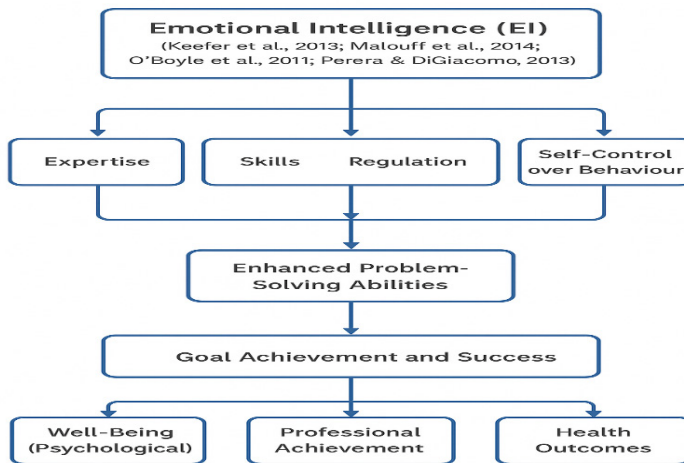 Emotional Intelligence (EI)
(Keefer et al., 2013; Malouff et al., 2014;
O'Boyle et al., 2011; Perera & DiGiacomo, 2013)
Expertise
Skills Regulation
Self-Control
over Behaviour
Enhanced Problem-
Solving Abilities
Goal Achievement and Success
Well-Being
(Psychological)
Professional
Achievement
Health
Outcomes